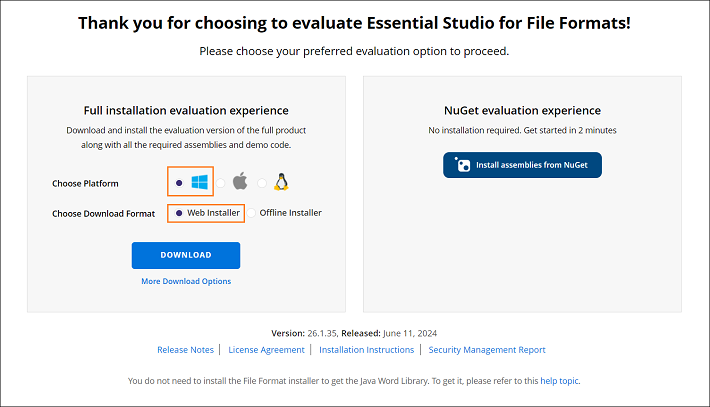 Thank you for choosing to evaluate Essential Studio for File Formats!
Please choose your preferred evaluation option to proceed.
Full installation evaluation experience
Download and install the evaluation version of the full product
along with all the required assemblies and demo code.
Choose Platform
Choose Download Format Web Installer Offline Installer
DOWNLOAD
More Download Options
NuGet evaluation experience
No installation required. Get started in 2 minutes
Install assemblies from NuGet
Version: 26.1.35, Released: June 11, 2024
Release Notes | License Agreement | Installation Instructions | Security Management Report
You do not need to install the File Format installer to get the Java Word Library. To get it, please refer to this help topic.